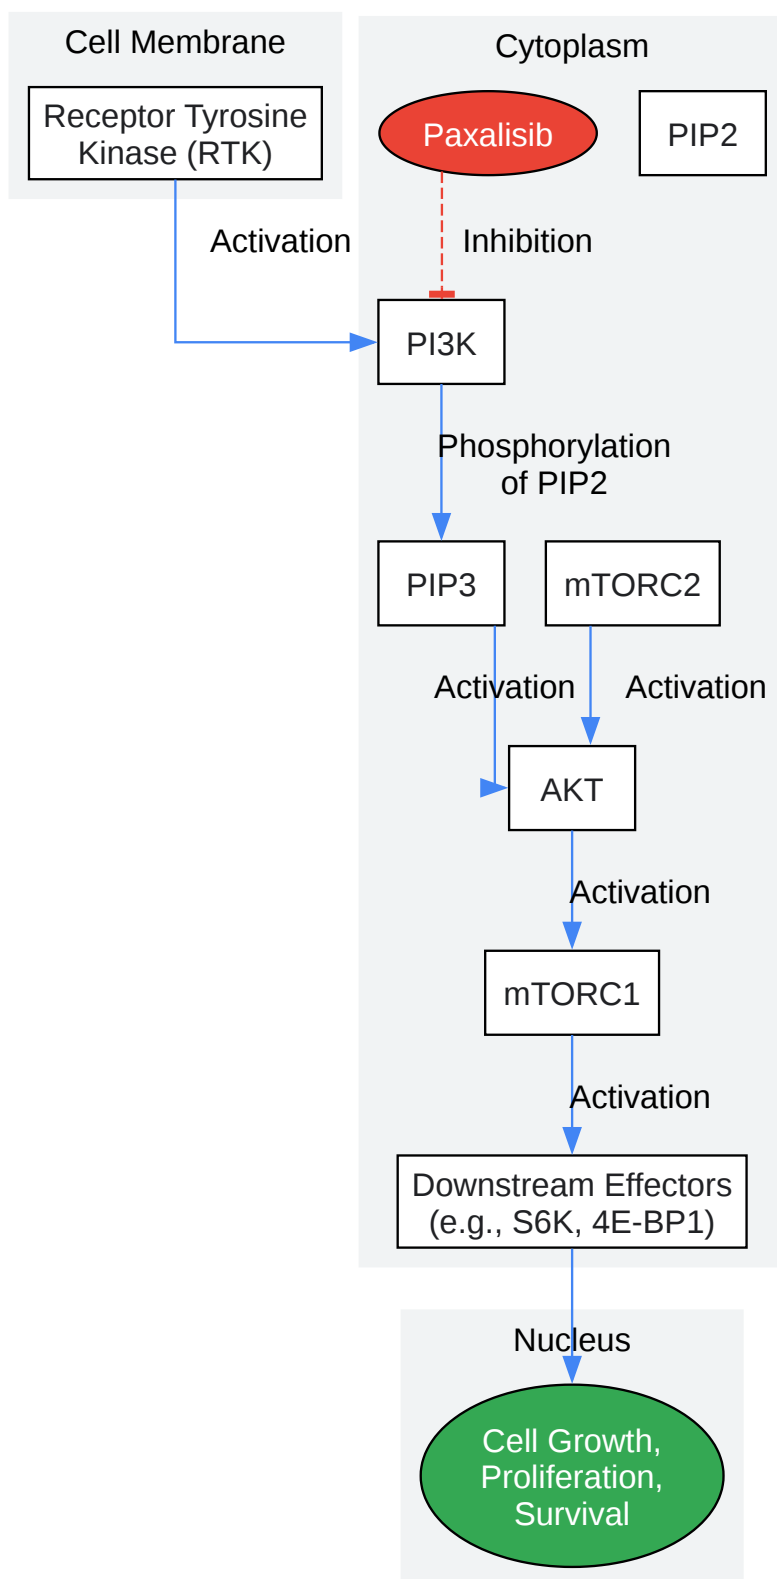 Cell Membrane
Cytoplasm
Receptor Tyrosine
Kinase (RTK)
Paxalisib
PIP2
Activation
Inhibition
PI3K
Phosphorylation
of PIP2
PIP3
mTORC2
Activation
Activation
AKT
Activation
mTORC1
Activation
Downstream Effectors
(e.g., S6K, 4E-BP1)
Nucleus
Cell Growth,
Proliferation,
Survival